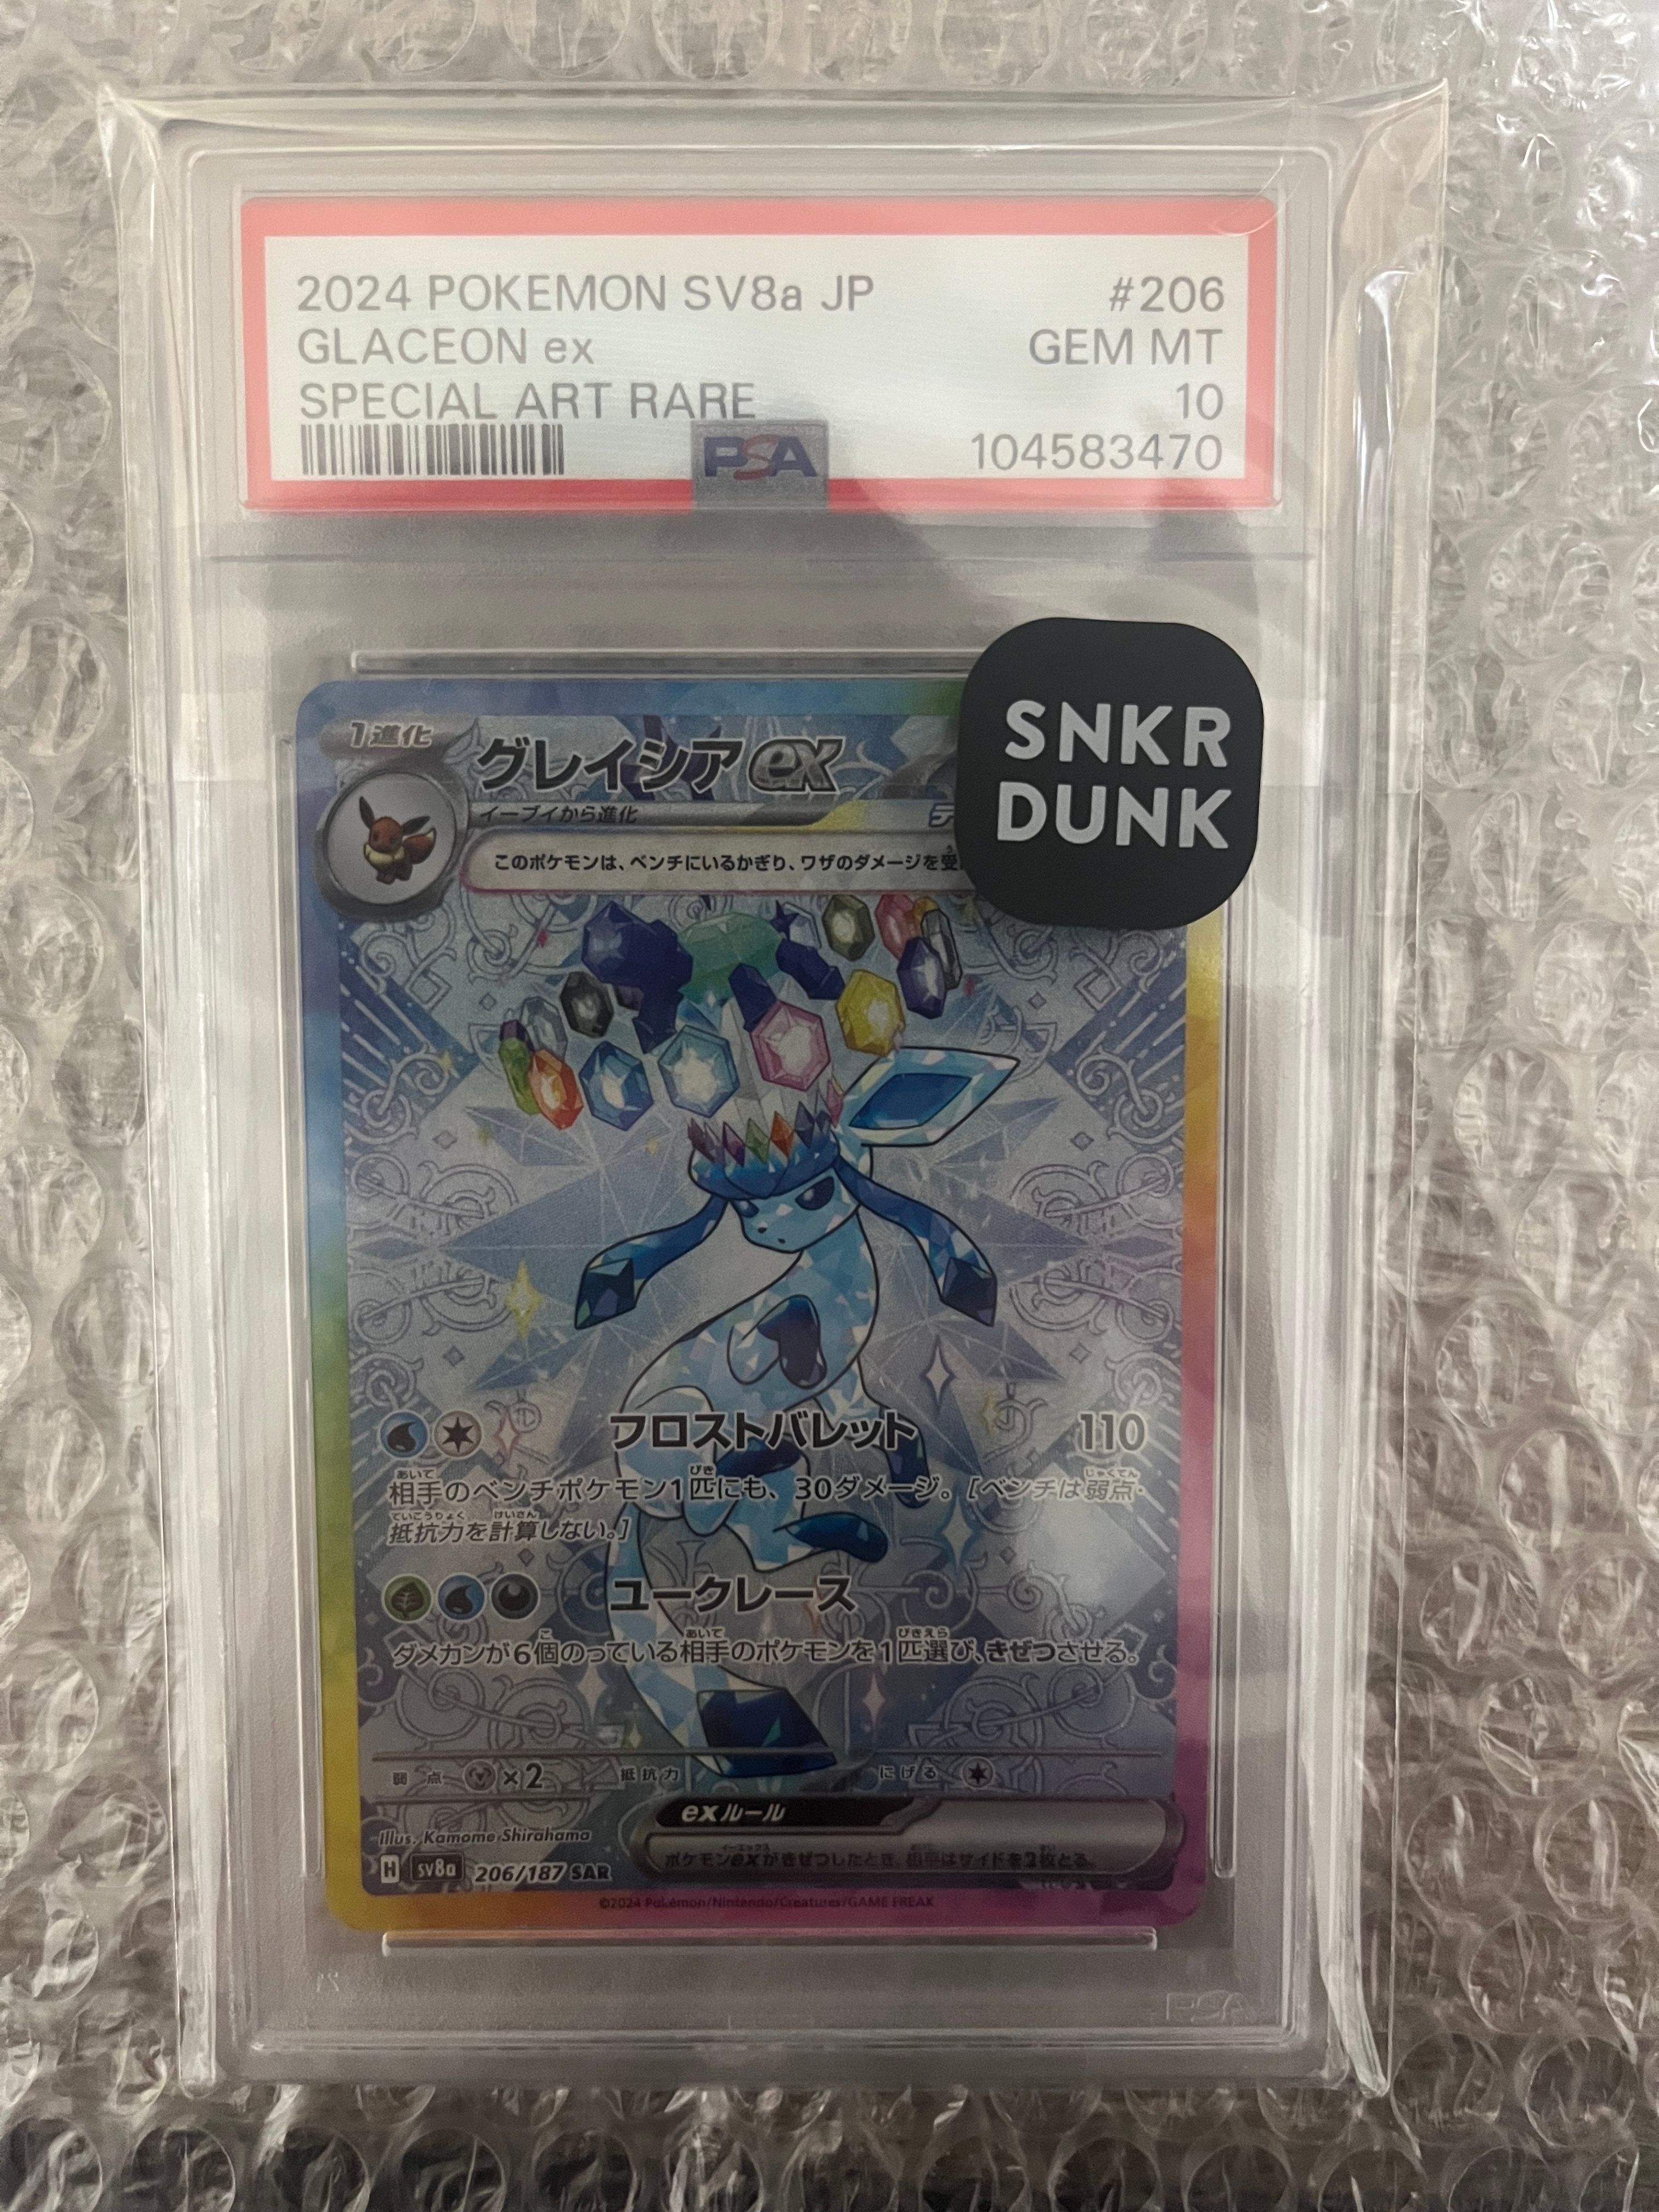 2024 POKEMON SV8a JP #206
GLACEON ex GEM MT
SPECIAL ART RARE 10
PSA 104583470
SNKR
DUNK
1進化 グレイシアex
イーブイから進化 テ
このポケモンは、ベンチにいるかぎり、ワザのダメージを受
フロストバレット 110
相手のベンチポケモン1匹にも、30ダメージ。[ベンチは弱点・
抵抗力を計算しない。]
ユークレース
ダメカンが6個のっている相手のポケモンを1匹選び、きぜつさせる。
弱点 ×2 抵抗力 にげる
exルール
ポケモンexがきぜつしたとき、相手はサイドを2枚とる。
Illus. Kamome Shirahama
H sv8a 206/187 SAR
©2024 Pokémon/Nintendo/Creatures/GAME FREAK
PSA